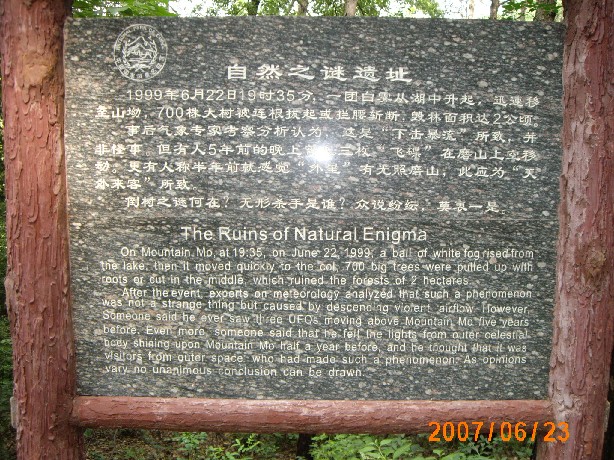 自然之谜遗址
1999年6月22日19时35分,一团白雾从湖中升起,迅速移
至山坳,700株大树被连根拔起或拦腰斩断,毁林面积达2公顷。
事后气象专家考察分析认为,这是“下击暴流”所致,并
非怪事。但有人5年前的晚上 三枚“飞碟”在磨山上空移
动。更有人称半年前就感觉“外星”有光照磨山,此应为“天
外来客”所致。
倒树之谜何在?无形杀手是谁?众说纷纭,莫衷一是。
The Ruins of Natural Enigma
On Mountain Mo, at 19:35, on June 22, 1999, a ball of white fog rised from
the lake, then it moved quickly to the col, 700 big trees were pulled up with
roots or cut in the middle, which ruined the forests of 2 hectares.
After the event, experts on meteorology analyzed that such a phenomenon
was not a strange thing but caused by descending violent airflow. However,
Someone said he ever saw three UFOs moving above Mountain Mo five years
before. Even more, someone said that he felt the lights from outer celestial
body shining upon Mountain Mo half a year before, and he thought that it was
visitors from outer space who had made such a phenomenon. As opinions
vary, no unanimous conclusion can be drawn.
2007/06/23